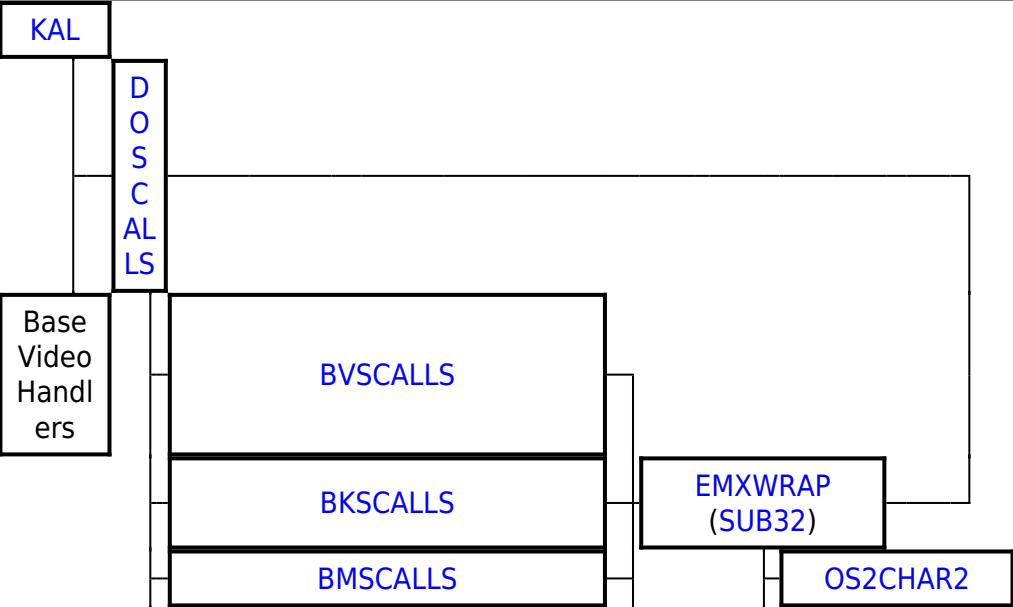 KAL
D
O
S
C
AL
LS
Base
Video
Handl
ers
BVSCALLS
BKSCALLS
EMXWRAP
(SUB32)
BMSCALLS
OS2CHAR2